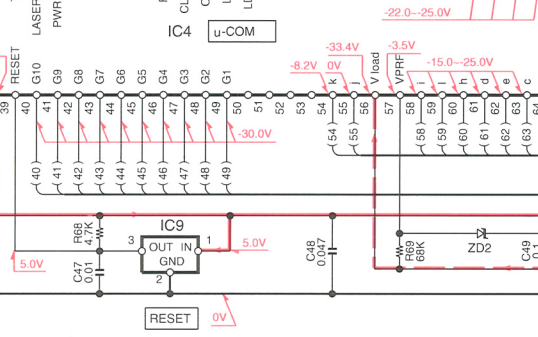 -22.0~-25.0V
IC4
u-COM
RESET
LASER
PWR
G10
G9
G8
G7
G6
G5
G4
G3
G2
G1
-8.2V
-33.4V
0V
-3.5V
-15.0~-25.0V
k
j
V load
VPRF
i
l
h
d
e
c
39
40
41
42
43
44
45
46
47
48
49
50
51
52
53
54
55
56
57
58
59
60
61
62
63
64
-30.0V
40
41
42
43
44
45
46
47
48
49
54
55
58
59
60
61
62
63
R68
4.7K
C47
0.01
5.0V
IC9
3
OUT
IN
1
GND
2
5.0V
RESET
0V
C48
0.047
R69
68K
ZD2
C49
0.1